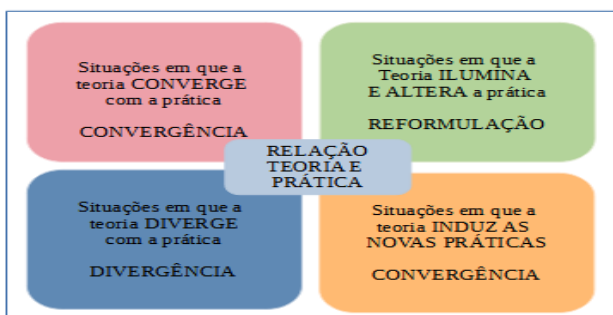 Situações em que a
teoria CONVERGE
com a prática
CONVERGÊNCIA
Situações em que a
Teoria ILUMINA
E ALTERA a prática
REFORMULAÇÃO
RELAÇÃO
TEORIA E
PRÁTICA
Situações em que a
teoria DIVERGE
com a prática
DIVERGÊNCIA
Situações em que a
teoria INDUZ AS
NOVAS PRÁTICAS
CONVERGÊNCIA